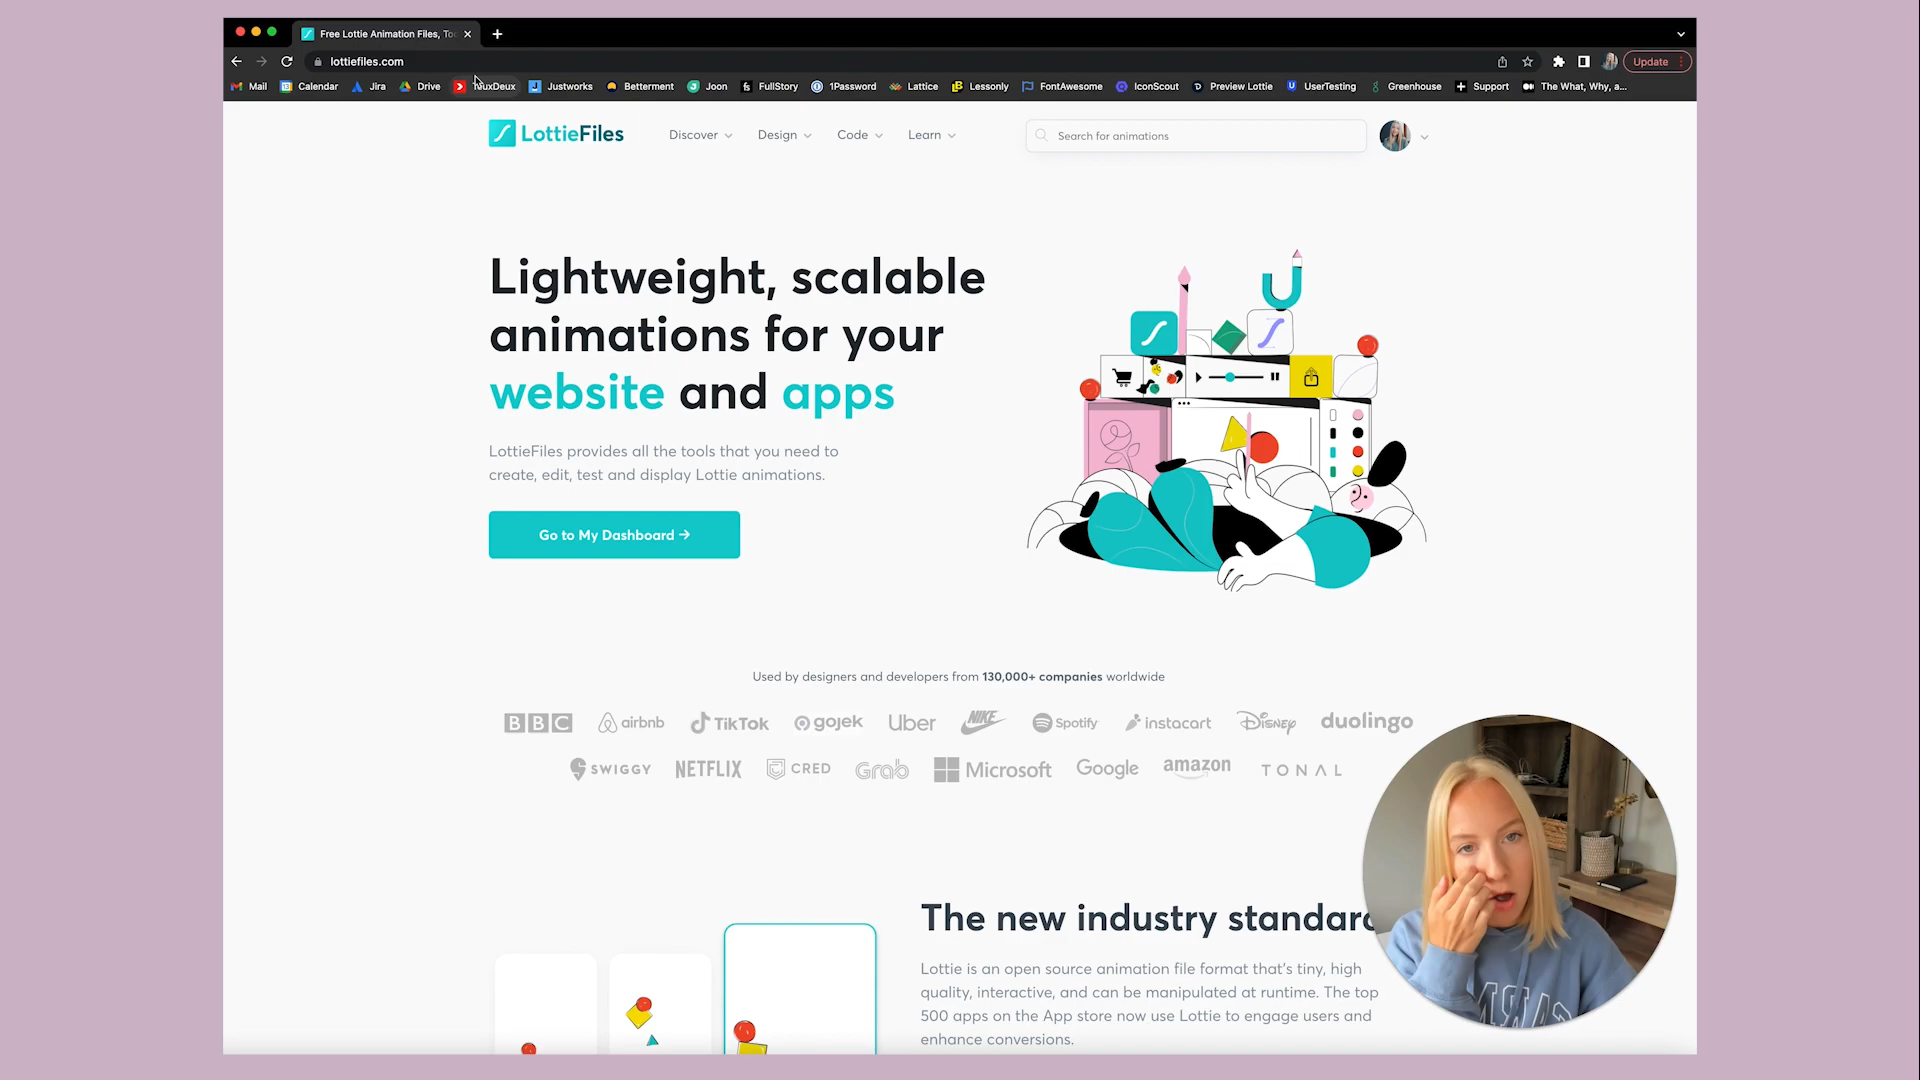 Free Lottie Animation Files, Too
lottiefiles.com
Update
Mail
Calendar
Jira
Drive
TeuxDeux
Joon
Justworks
Betterment
FullStory
1Password
Lattice
Lessonly
FontAwesome
IconScout
Preview Lottie
UserTesting
Greenhouse
Support
The What, Why, a...
LottieFiles
Discover
Design
Code
Learn
Search for animations
Lightweight, scalable
animations for your
website and apps
LottieFiles provides all the tools that you need to
create, edit, test and display Lottie animations.
Go to My Dashboard →
Used by designers and developers from 130,000+ companies worldwide
BBC airbnb TikTok gojek Uber NIKE Spotify instacart Disney duolingo
SWIGGY NETFLIX CRED Grab Microsoft Google amazon TONAL
The new industry standard
Lottie is an open source animation file format that's tiny, high
quality, interactive, and can be manipulated at runtime. The top
500 apps on the App store now use Lottie to engage users and
enhance conversions.